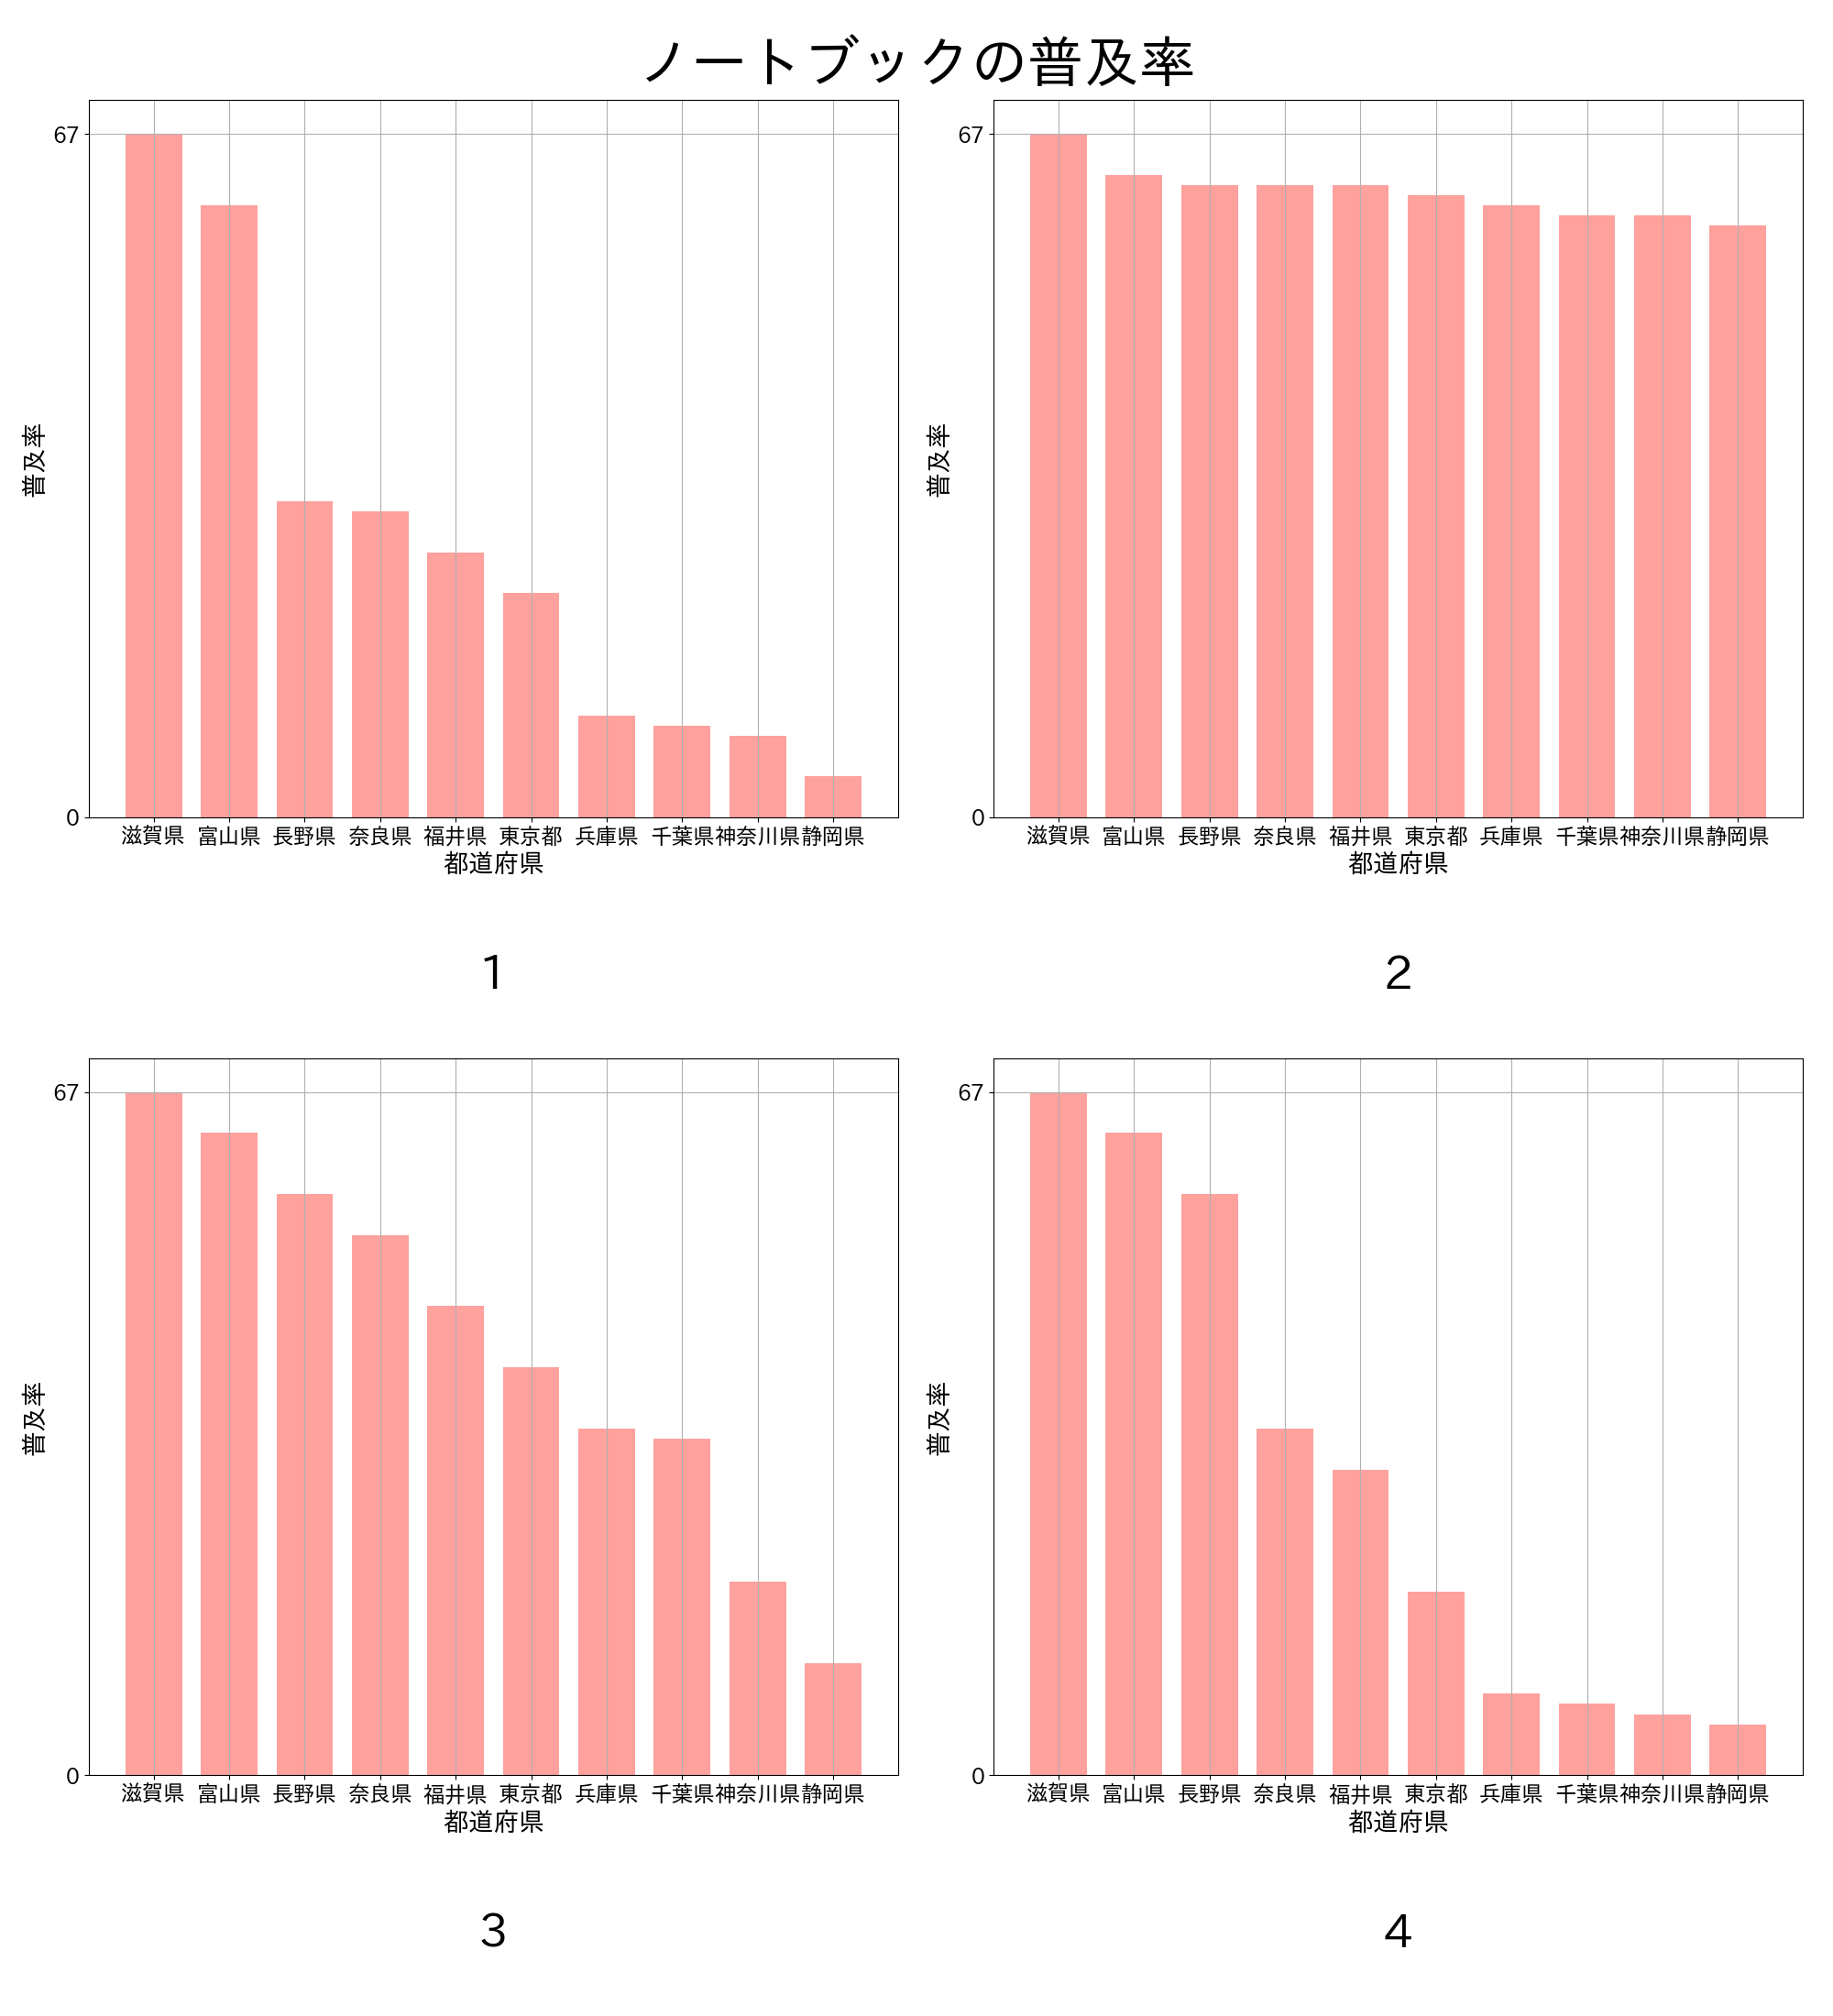 ノートブックの普及率
67
0
普及率
滋賀県 富山県 長野県 奈良県 福井県 東京都 兵庫県 千葉県 神奈川県 静岡県
都道府県
1
67
0
普及率
滋賀県 富山県 長野県 奈良県 福井県 東京都 兵庫県 千葉県 神奈川県 静岡県
都道府県
2
67
0
普及率
滋賀県 富山県 長野県 奈良県 福井県 東京都 兵庫県 千葉県 神奈川県 静岡県
都道府県
3
67
0
普及率
滋賀県 富山県 長野県 奈良県 福井県 東京都 兵庫県 千葉県 神奈川県 静岡県
都道府県
4